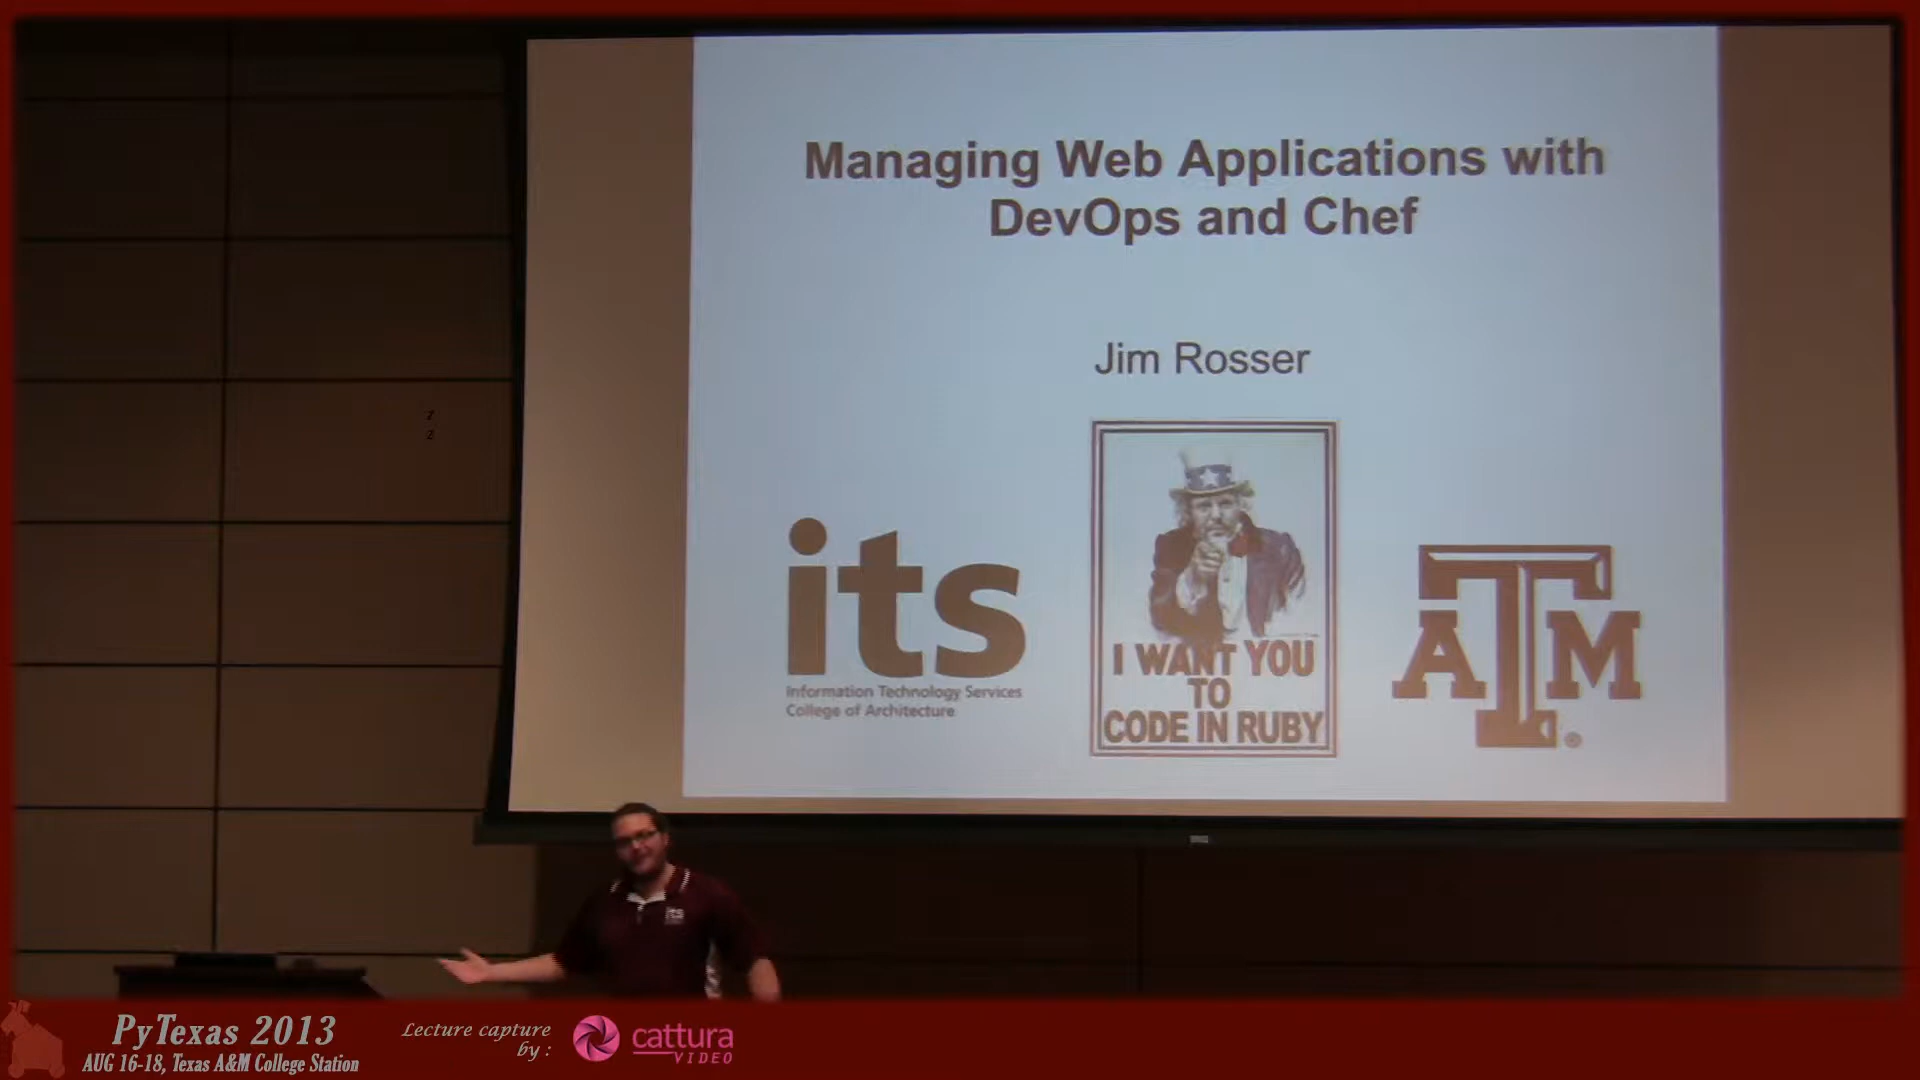 Managing Web Applications with
DevOps and Chef
Jim Rosser
its
Information Technology Services
College of Architecture
I WANT YOU
TO
CODE IN RUBY
ATM
®
its
PyTexas 2013
AUG 16-18, Texas A&M College Station
Lecture capture
by :
cattura
VIDEO